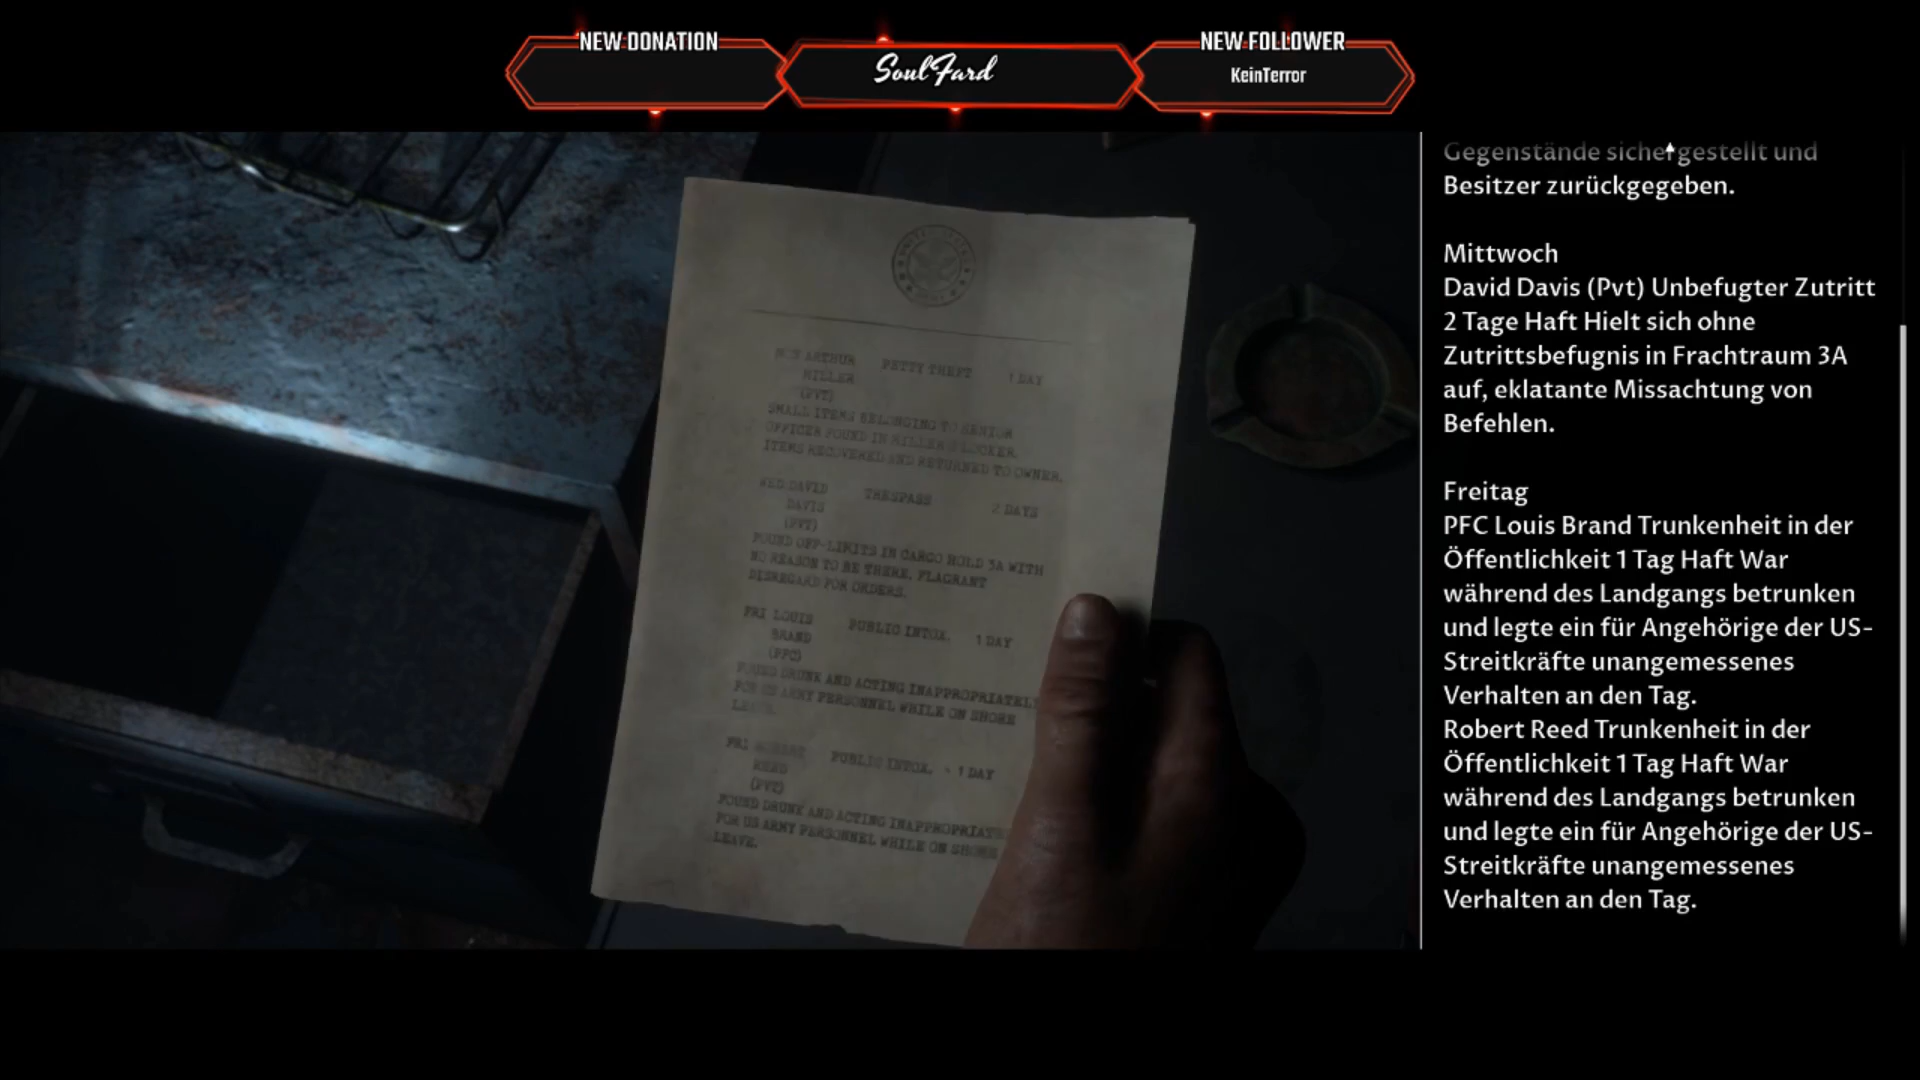 NEW DONATION
SoulFard
NEW FOLLOWER
KeinTerror
ARTHUR PETTY THEFT 1 DAY
(PVT)
SMALL ITEMS BELONGING TO SENIOR
OFFICER FOUND IN LOCKER.
ITEMS RECOVERED AND RETURNED TO OWNER.
WED DAVID TRESPASS 2 DAYS
DAVIS
(PVT)
FOUND OFF-LIMITS IN CARGO HOLD 3A WITH
NO REASON TO BE THERE. FLAGRANT
DISREGARD FOR ORDERS.
FRI LOUIS PUBLIC INTOX. 1 DAY
BRAND
(PFC)
FOUND DRUNK AND ACTING INAPPROPRIATELY
FOR US ARMY PERSONNEL WHILE ON SHORE
LEAVE.
FRI ROBERT PUBLIC INTOX. 1 DAY
REED
(PVT)
FOUND DRUNK AND ACTING
FOR US ARMY PERSONNEL WHILE ON SHORE
LEAVE.
Gegenstände sichergestellt und
Besitzer zurückgegeben.
Mittwoch
David Davis (Pvt) Unbefugter Zutritt
2 Tage Haft Hielt sich ohne
Zutrittsbefugnis in Frachtraum 3A
auf, eklatante Missachtung von
Befehlen.
Freitag
PFC Louis Brand Trunkenheit in der
Öffentlichkeit 1 Tag Haft War
während des Landgangs betrunken
und legte ein für Angehörige der US-
Streitkräfte unangemessenes
Verhalten an den Tag.
Robert Reed Trunkenheit in der
Öffentlichkeit 1 Tag Haft War
während des Landgangs betrunken
und legte ein für Angehörige der US-
Streitkräfte unangemessenes
Verhalten an den Tag.